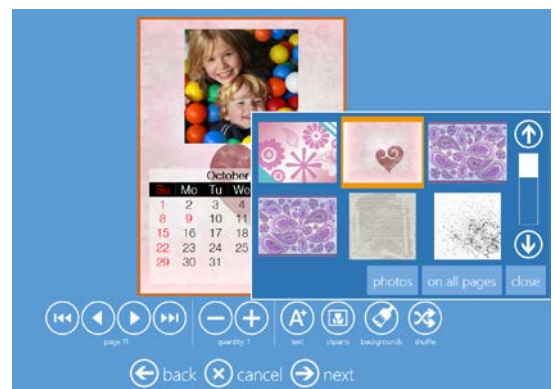 October
Su Mo Tu We
1 2 3 4
8 9 10 11
15 16 17 18
22 23 24 25
29 30 31
photos on all pages close
page 11 quantity: 1 text cliparts backgrounds shuffle
back cancel next